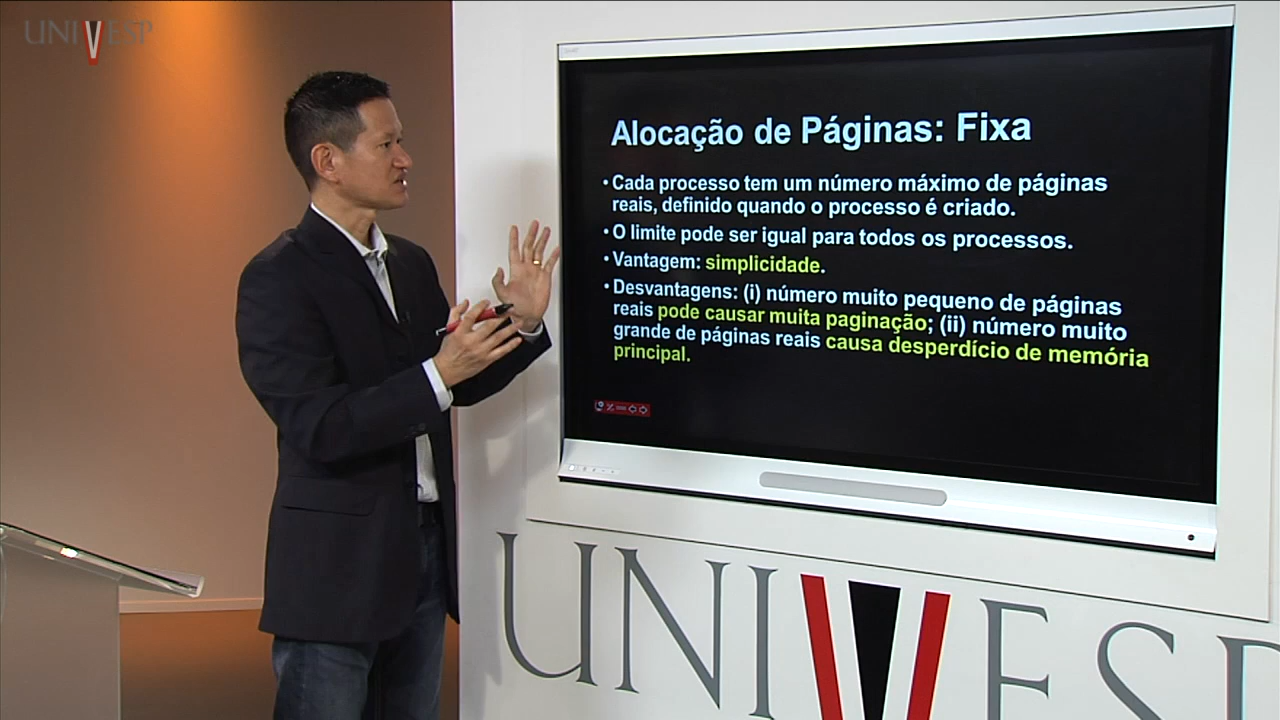 UNIVESP
Alocação de Páginas: Fixa
• Cada processo tem um número máximo de páginas
reais, definido quando o processo é criado.
• O limite pode ser igual para todos os processos.
• Vantagem: simplicidade.
• Desvantagens: (i) número muito pequeno de páginas
reais pode causar muita paginação; (ii) número muito
grande de páginas reais causa desperdício de memória
principal.
UNIVESP